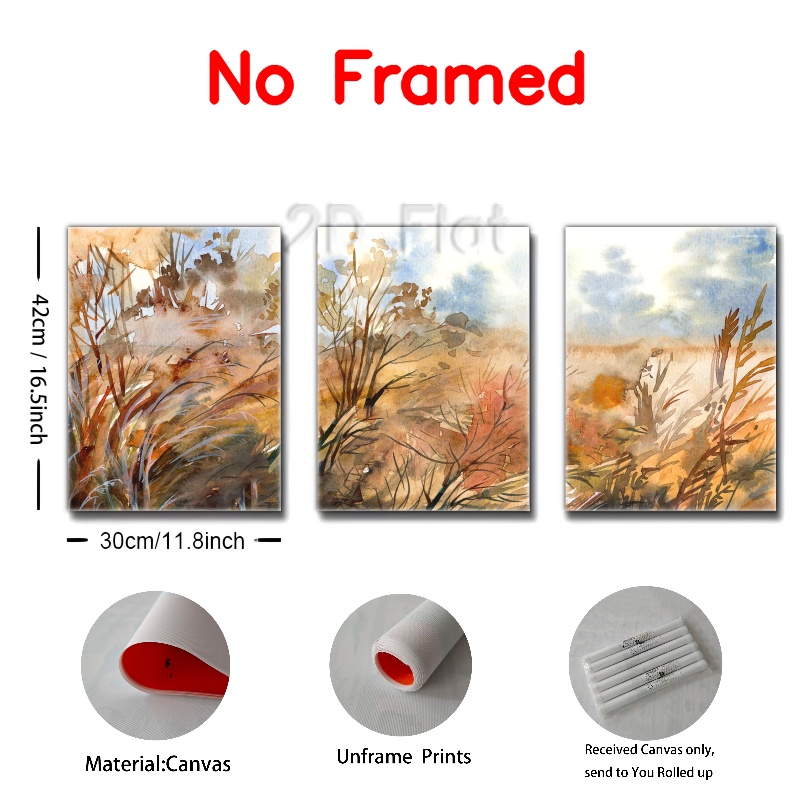 No Framed
2D Flat
42cm / 16.5inch
30cm/11.8inch
Material:Canvas
Unframe Prints
Received Canvas only,
send to You Rolled up